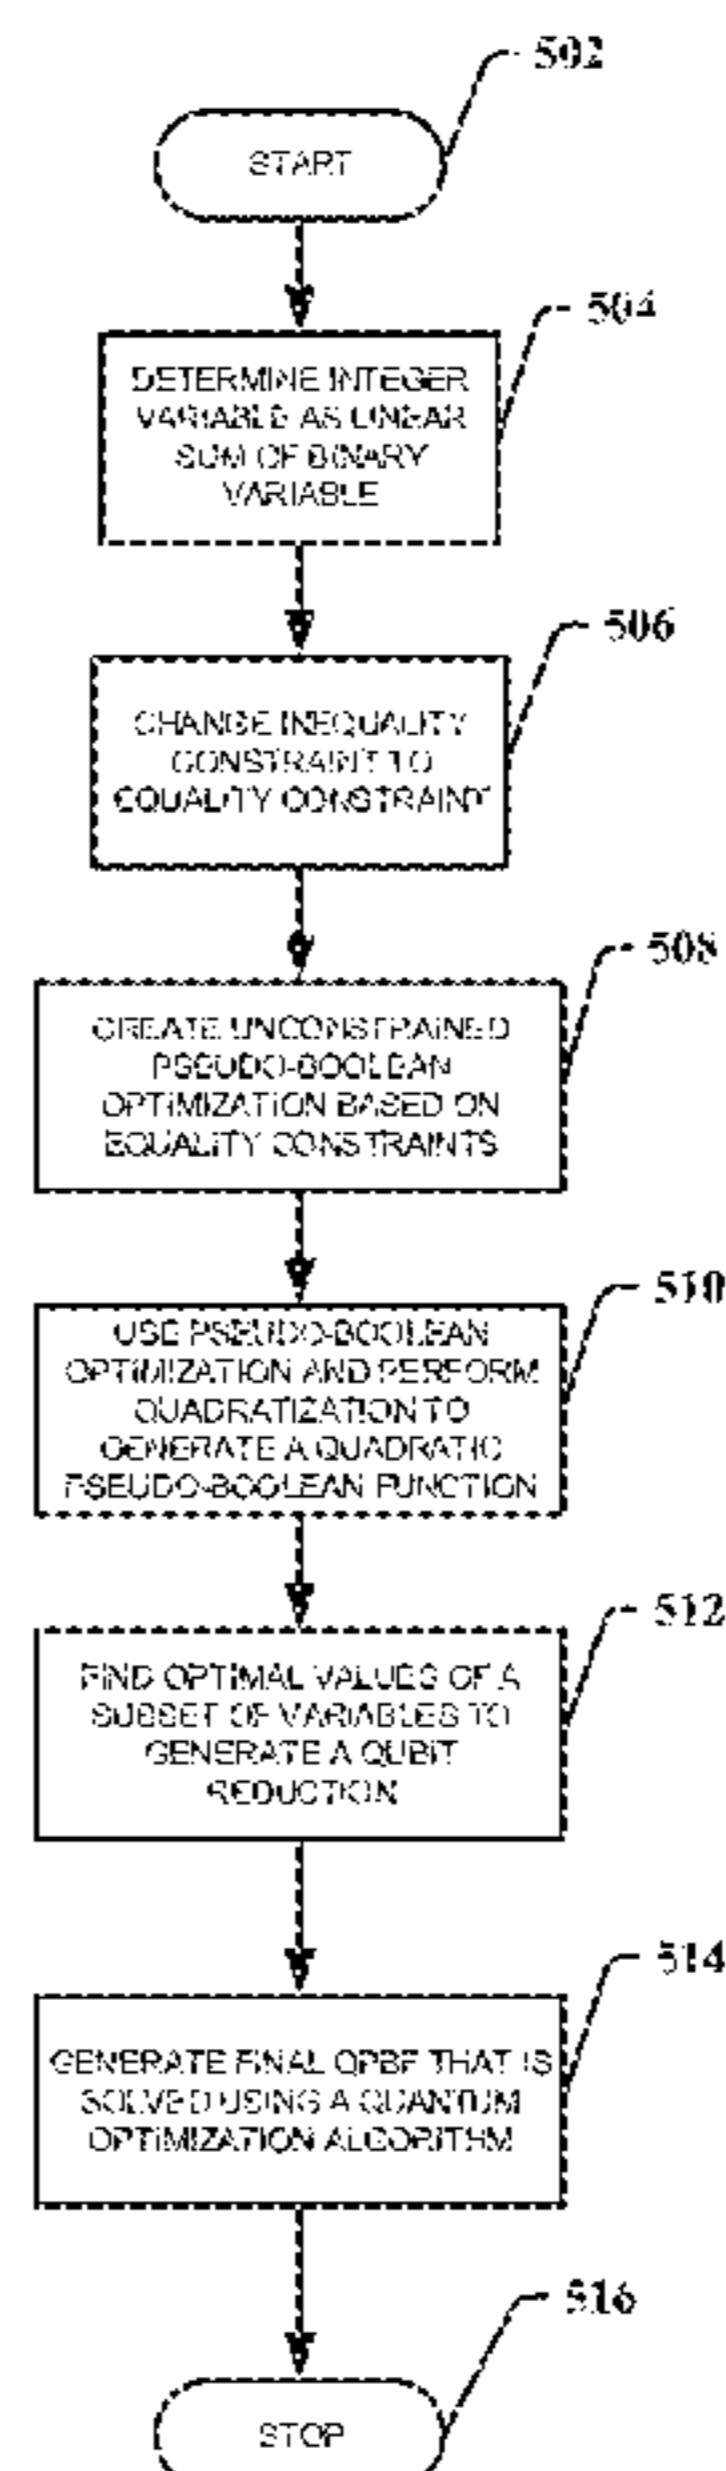 502
START
504
DETERMINE INTEGER
VARIABLE AS LINEAR
SUM OF BINARY
VARIABLE
506
CHANGE INEQUALITY
CONSTRAINT TO
EQUALITY CONSTRAINT
508
CREATE UNCONSTRAINED
PSEUDO-BOOLEAN
OPTIMIZATION BASED ON
EQUALITY CONSTRAINTS
510
USE PSEUDO-BOOLEAN
OPTIMIZATION AND PERFORM
QUADRATIZATION TO
GENERATE A QUADRATIC
PSEUDO-BOOLEAN FUNCTION
512
FIND OPTIMAL VALUES OF A
SUBSET OF VARIABLES TO
GENERATE A QUBIT
REDUCTION
514
GENERATE FINAL QPBF THAT IS
SOLVED USING A QUANTUM
OPTIMIZATION ALGORITHM
516
STOP